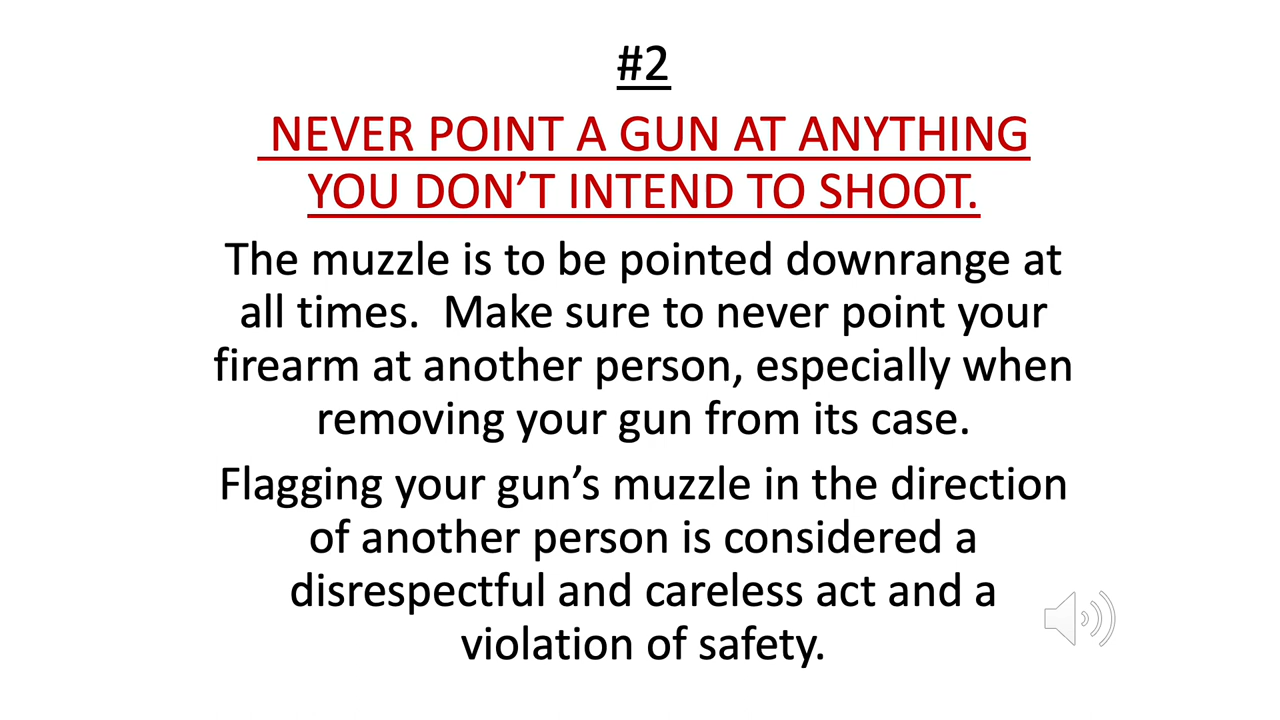 #2
NEVER POINT A GUN AT ANYTHING
YOU DON’T INTEND TO SHOOT.
The muzzle is to be pointed downrange at
all times.  Make sure to never point your
firearm at another person, especially when
removing your gun from its case.
Flagging your gun’s muzzle in the direction
of another person is considered a
disrespectful and careless act and a
violation of safety.